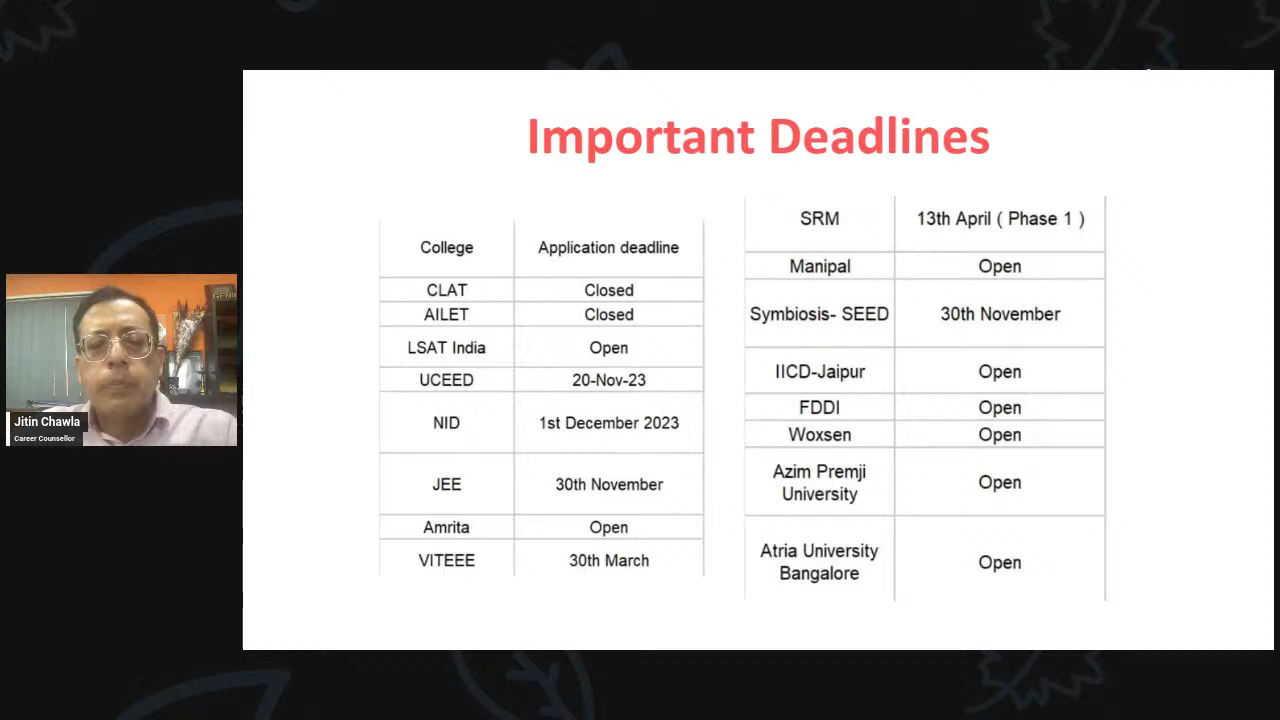 Important Deadlines
College Application deadline
CLAT Closed
AILET Closed
LSAT India Open
UCEED 20-Nov-23
NID 1st December 2023
JEE 30th November
Amrita Open
VITEEE 30th March
SRM 13th April ( Phase 1 )
Manipal Open
Symbiosis- SEED 30th November
IICD-Jaipur Open
FDDI Open
Woxsen Open
Azim Premji
University Open
Atria University
Bangalore Open
Jitin Chawla
Career Counsellor